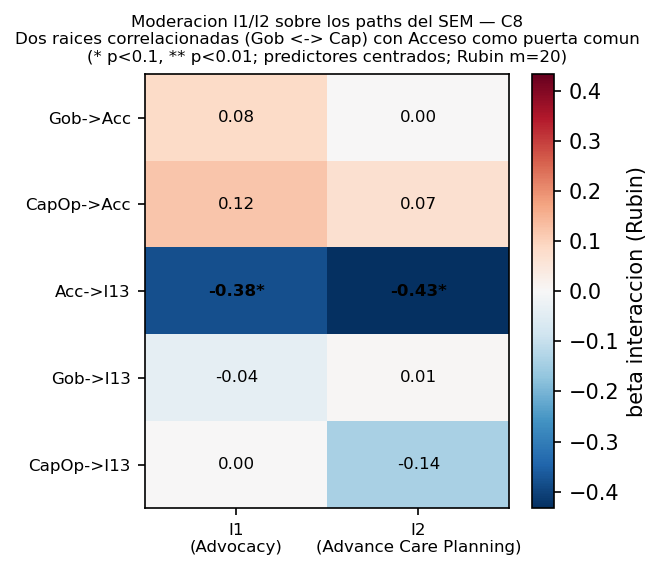 Moderacion I1/I2 sobre los paths del SEM — C8
Dos raices correlacionadas (Gob <-> Cap) con Acceso como puerta comun
(* p<0.1, ** p<0.01; predictores centrados; Rubin m=20)
Gob->Acc 0.08 0.00
CapOp->Acc 0.12 0.07
Acc->I13 -0.38* -0.43*
Gob->I13 -0.04 0.01
CapOp->I13 0.00 -0.14
I1 I2
(Advocacy) (Advance Care Planning)
0.4
0.3
0.2
0.1
0.0
−0.1
−0.2
−0.3
−0.4
beta interaccion (Rubin)